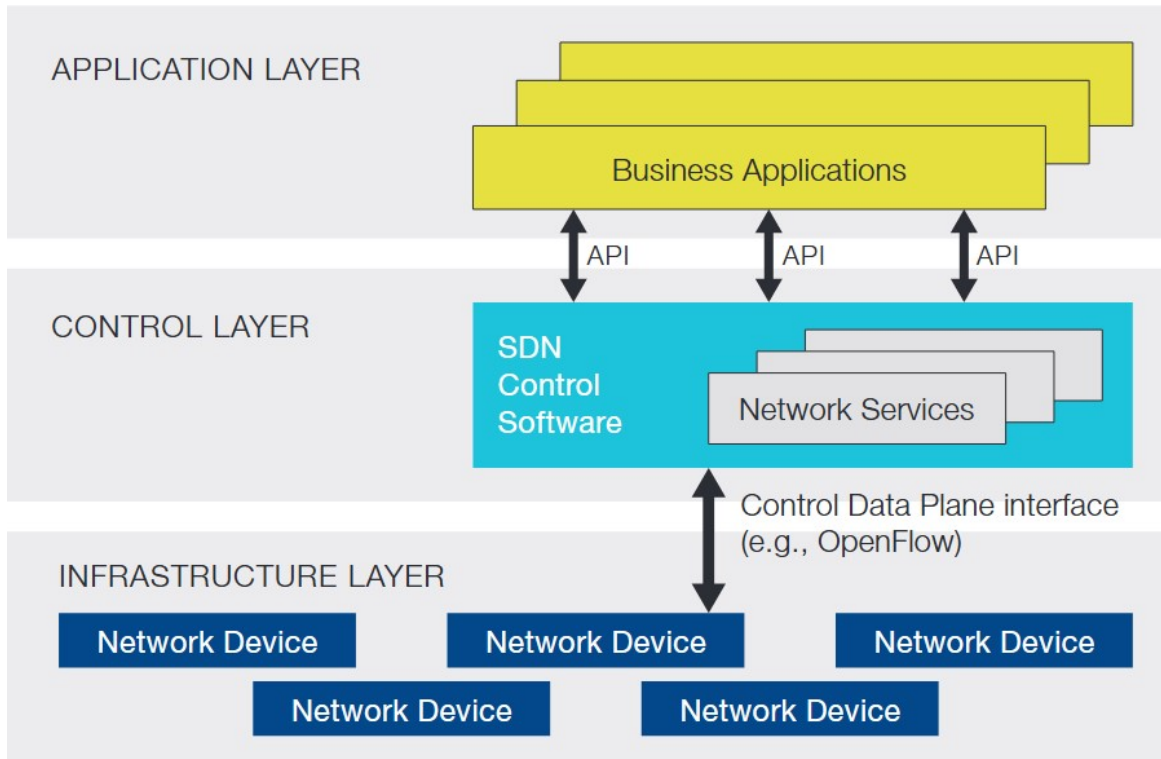 APPLICATION LAYER
Business Applications
API
API
API
CONTROL LAYER
SDN
Control
Software
Network Services
Control Data Plane interface
(e.g., OpenFlow)
INFRASTRUCTURE LAYER
Network Device
Network Device
Network Device
Network Device
Network Device